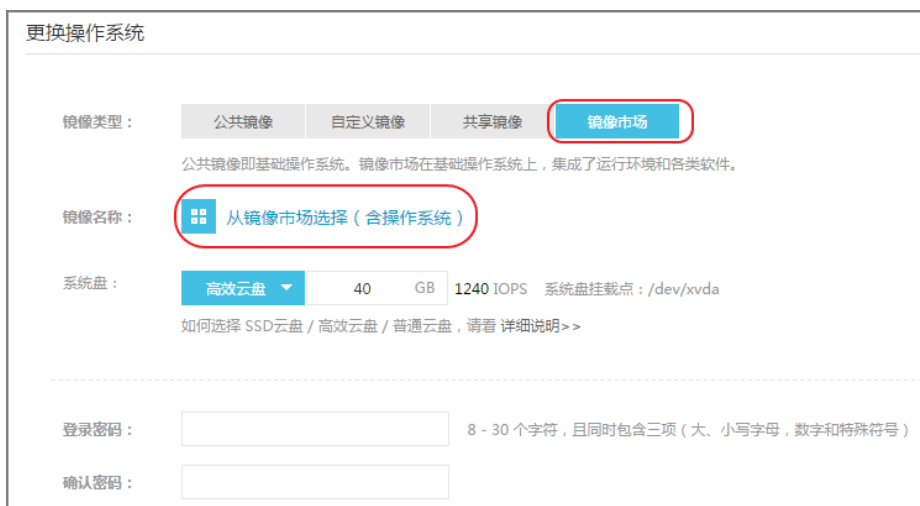 更换操作系统
镜像类型： 公共镜像 自定义镜像 共享镜像 镜像市场
公共镜像即基础操作系统。镜像市场在基础操作系统上，集成了运行环境和各类软件。
镜像名称： 从镜像市场选择（含操作系统）
系统盘： 高效云盘 40 GB 1240 IOPS 系统盘挂载点：/dev/xvda
如何选择 SSD云盘 / 高效云盘 / 普通云盘，请看 详细说明>>
登录密码： 8 - 30 个字符，且同时包含三项（大、小写字母，数字和特殊符号）
确认密码：